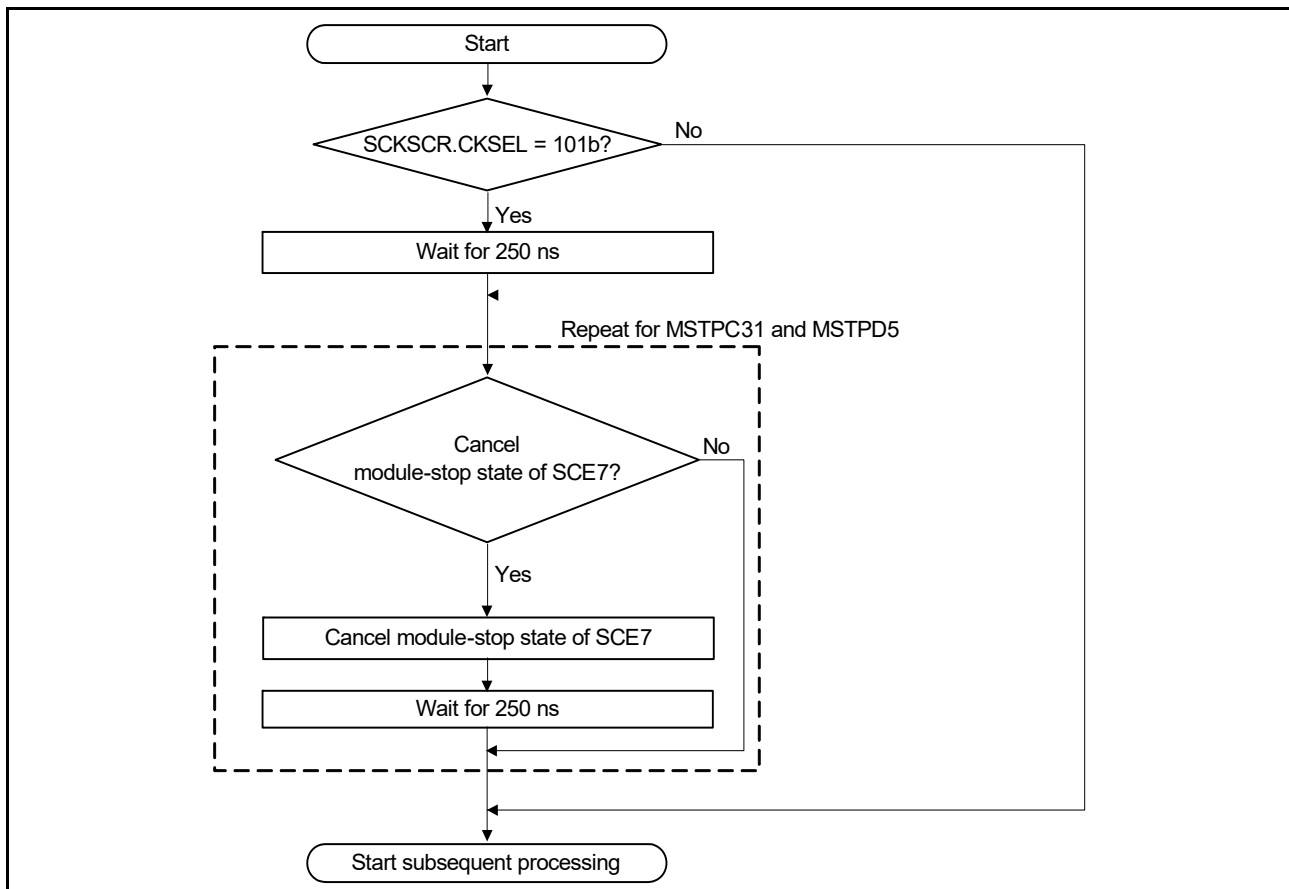 Start
SCKSCR.CKSEL = 101b?
No
Yes
Wait for 250 ns
Repeat for MSTPC31 and MSTPD5
Cancel
module-stop state of SCE7?
No
Yes
Cancel module-stop state of SCE7
Wait for 250 ns
Start subsequent processing